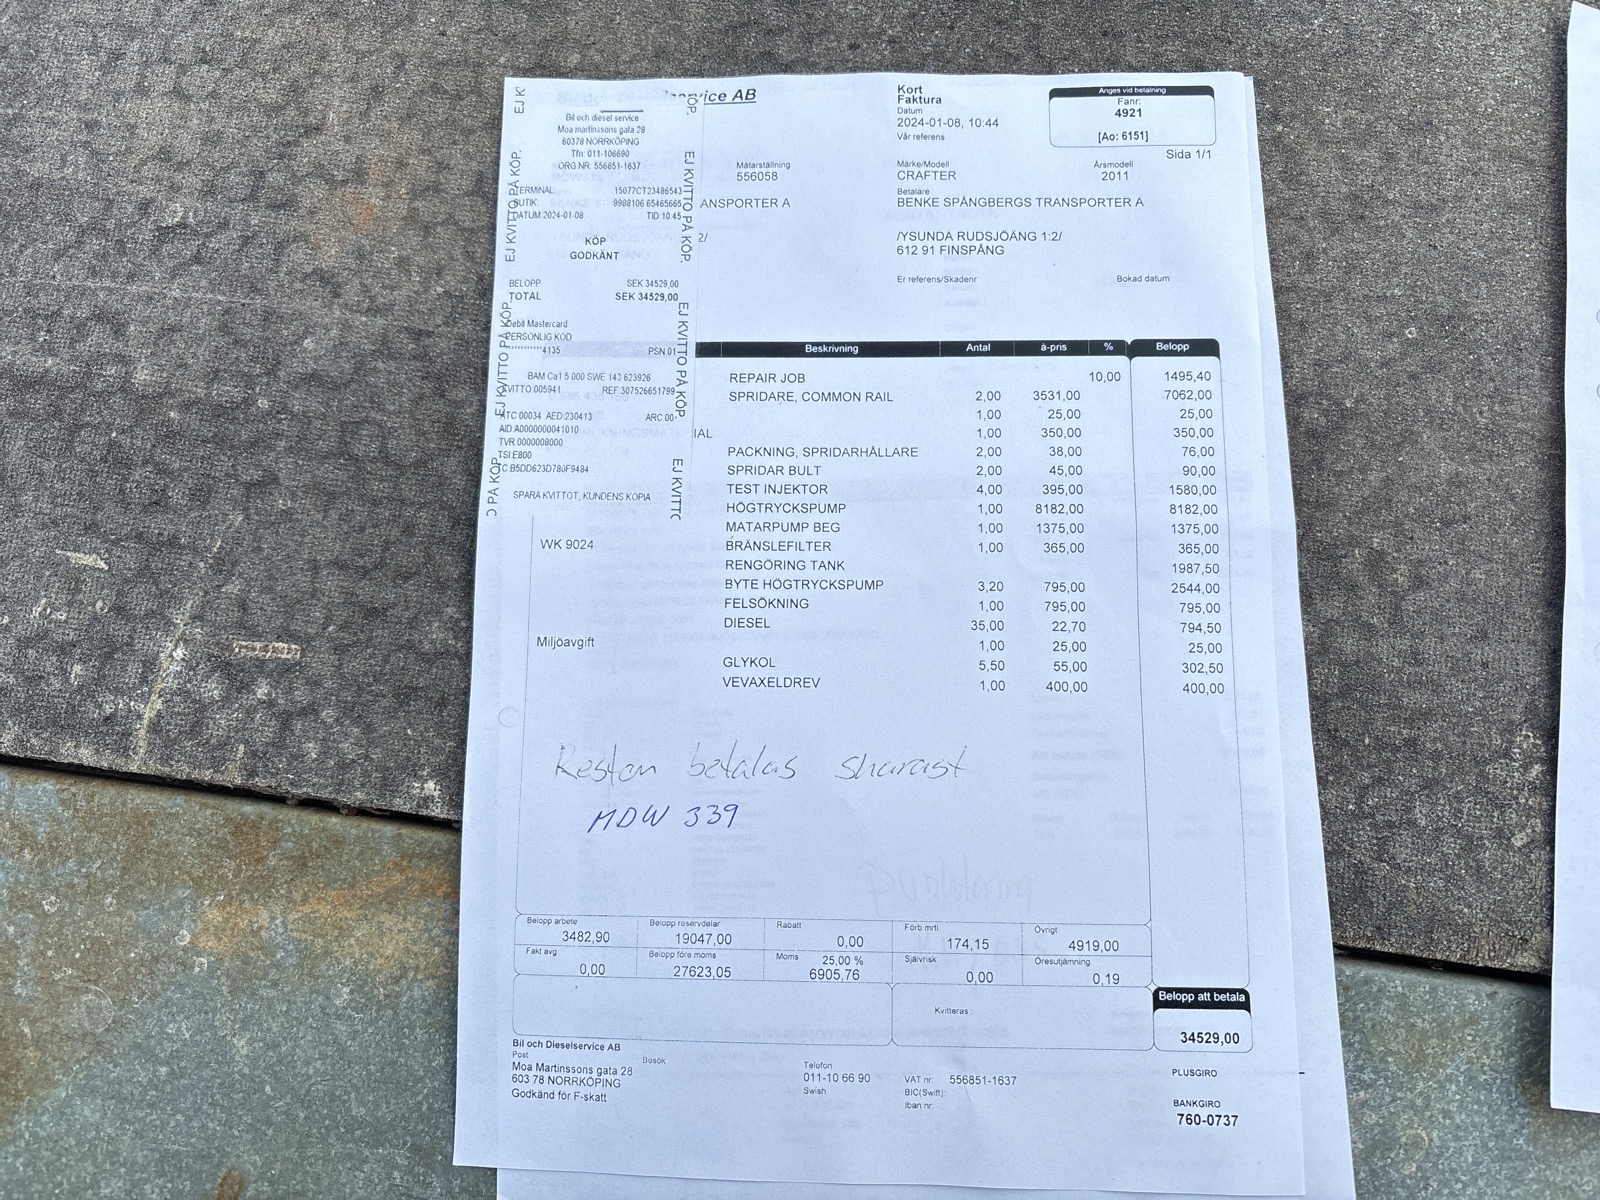 service AB
Kort
Faktura
Datum
2024-01-08, 10:44
Vår referens
Anges vid betalning
Fanr:
4921
[Ao: 6151]
Sida 1/1
Mätarställning
556058
Märke/Modell
CRAFTER
Årsmodell
2011
Betalare
ANSPORTER A
BENKE SPÅNGBERGS TRANSPORTER A
2/
/YSUNDA RUDSJÖÄNG 1:2/
612 91 FINSPÅNG
Er referens/Skadenr
Bokad datum
EJ KVITTO PÅ KÖP.
EJ KVITTO PÅ KÖP.
Bil och diesel service
Moa martinssons gata 28
60378 NORRKÖPING
Tfn: 011-106690
ORG.NR: 556851-1637
TERMINAL: 15077CT23486543
BUTIK: 9988106 65465665
DATUM:2024-01-08 TID:10:45
KÖP
GODKÄNT
BELOPP SEK 34529,00
TOTAL SEK 34529,00
Debit Mastercard
PERSONLIG KOD
************4135 PSN:01
BAM Ca1 5 000 SWE 143 623926
KVITTO:005941 REF:307526651799
ATC:00034 AED:230413 ARC:00
AID:A0000000041010
TVR:0000008000
TSI:E800
TC:B5DD623D780F9484
SPARA KVITTOT, KUNDENS KOPIA
Beskrivning Antal à-pris % Belopp
REPAIR JOB 10,00 1495,40
SPRIDARE, COMMON RAIL 2,00 3531,00 7062,00
1,00 25,00 25,00
IAL 1,00 350,00 350,00
PACKNING, SPRIDARHÅLLARE 2,00 38,00 76,00
SPRIDAR BULT 2,00 45,00 90,00
TEST INJEKTOR 4,00 395,00 1580,00
HÖGTRYCKSPUMP 1,00 8182,00 8182,00
MATARPUMP BEG 1,00 1375,00 1375,00
WK 9024 BRÄNSLEFILTER 1,00 365,00 365,00
RENGÖRING TANK 1987,50
BYTE HÖGTRYCKSPUMP 3,20 795,00 2544,00
FELSÖKNING 1,00 795,00 795,00
DIESEL 35,00 22,70 794,50
Miljöavgift 1,00 25,00 25,00
GLYKOL 5,50 55,00 302,50
VEVAXELDREV 1,00 400,00 400,00
Restan betalas snarast
MDW 339
Belopp arbete Belopp reservdelar Rabatt Förb mrtl Övrigt
3482,90 19047,00 0,00 174,15 4919,00
Fakt avg Belopp före moms Moms 25,00 % Självrisk Öresutjämning
0,00 27623,05 6905,76 0,00 0,19
Kvitteras
Belopp att betala
34529,00
Bil och Dieselservice AB
Post
Besök
Moa Martinssons gata 28
603 78 NORRKÖPING
Godkänd för F-skatt
Telefon
011-10 66 90
Swish
VAT nr: 556851-1637
BIC(Swift):
Iban nr:
PLUSGIRO
BANKGIRO
760-0737